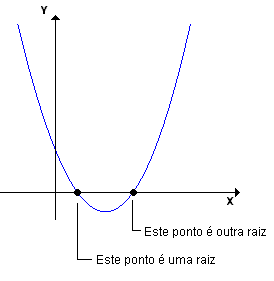 Y
X
Este ponto é outra raiz
Este ponto é uma raiz